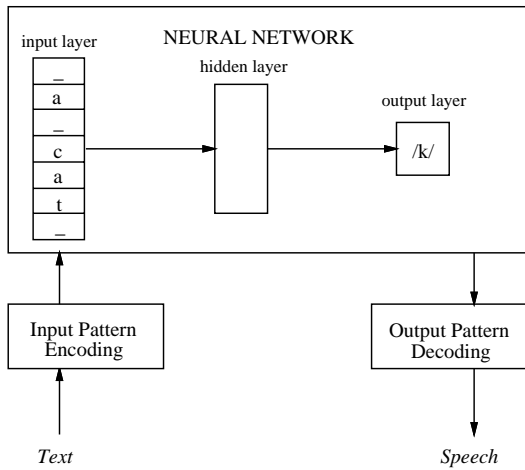 NEURAL NETWORK
input layer
hidden layer
output layer
_
a
_
c
a
t
_
/k/
Input Pattern
Encoding
Output Pattern
Decoding
Text
Speech